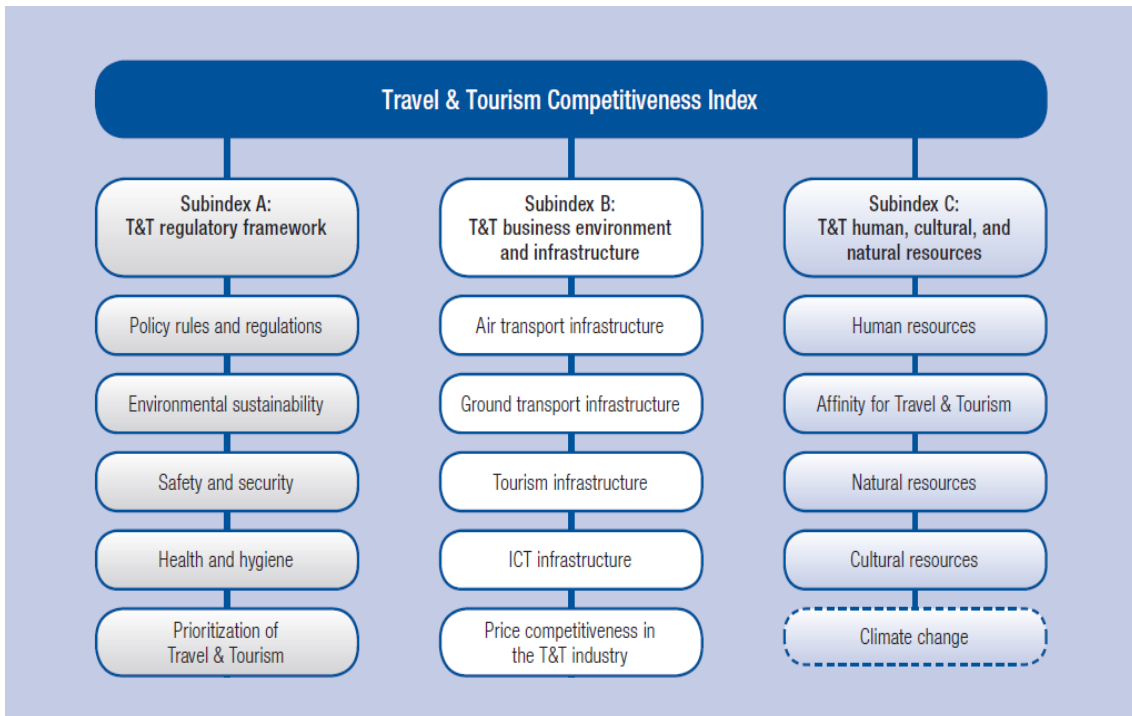 Travel & Tourism Competitiveness Index
Subindex A:
T&T regulatory framework
Policy rules and regulations
Environmental sustainability
Safety and security
Health and hygiene
Prioritization of
Travel & Tourism
Subindex B:
T&T business environment
and infrastructure
Air transport infrastructure
Ground transport infrastructure
Tourism infrastructure
ICT infrastructure
Price competitiveness in
the T&T industry
Subindex C:
T&T human, cultural, and
natural resources
Human resources
Affinity for Travel & Tourism
Natural resources
Cultural resources
Climate change